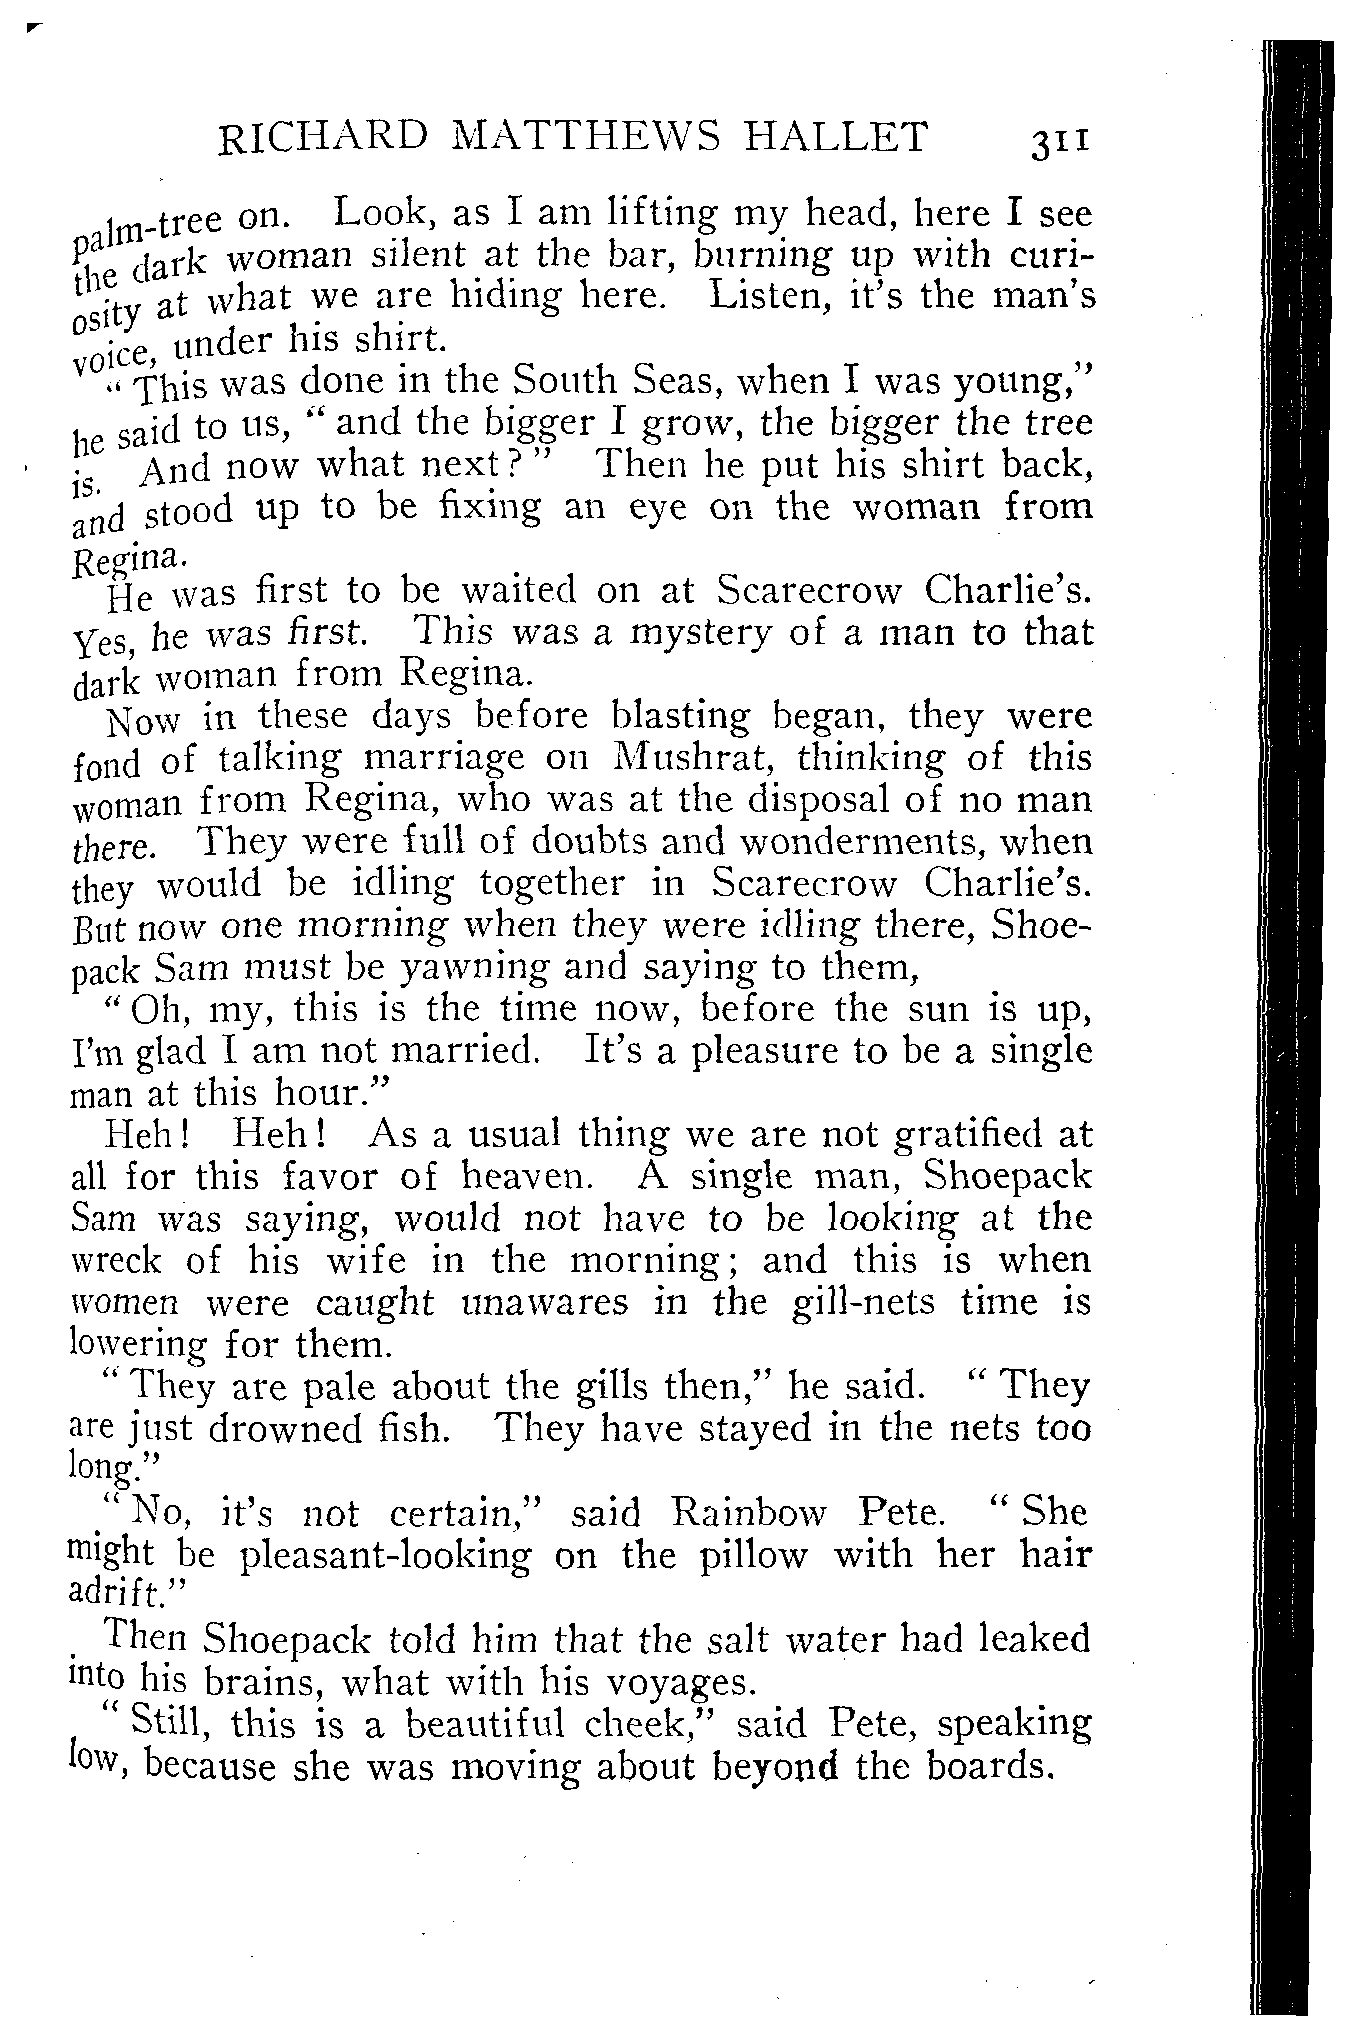 RICHARD MATTHEWS HALLET 311
palm-tree on. Look, as I am lifting my head, here I see
the dark woman silent at the bar, burning up with curi-
osity at what we are hiding here. Listen, it's the man's
voice, under his shirt.
“ This was done in the South Seas, when I was young,”
he said to us, “ and the bigger I grow, the bigger the tree
is. And now what next? ” Then he put his shirt back,
and stood up to be fixing an eye on the woman from
Regina.
He was first to be waited on at Scarecrow Charlie's.
Yes, he was first. This was a mystery of a man to that
dark woman from Regina.
Now in these days before blasting began, they were
fond of talking marriage on Mushrat, thinking of this
woman from Regina, who was at the disposal of no man
there. They were full of doubts and wonderments, when
they would be idling together in Scarecrow Charlie's.
But now one morning when they were idling there, Shoe-
pack Sam must be yawning and saying to them,
“ Oh, my, this is the time now, before the sun is up,
I'm glad I am not married. It's a pleasure to be a single
man at this hour.”
Heh! Heh! As a usual thing we are not gratified at
all for this favor of heaven. A single man, Shoepack
Sam was saying, would not have to be looking at the
wreck of his wife in the morning; and this is when
women were caught unawares in the gill-nets time is
lowering for them.
“ They are pale about the gills then,” he said. “ They
are just drowned fish. They have stayed in the nets too
long.”
“ No, it's not certain,” said Rainbow Pete. “ She
might be pleasant-looking on the pillow with her hair
adrift.”
Then Shoepack told him that the salt water had leaked
into his brains, what with his voyages.
“ Still, this is a beautiful cheek,” said Pete, speaking
low, because she was moving about beyond the boards.